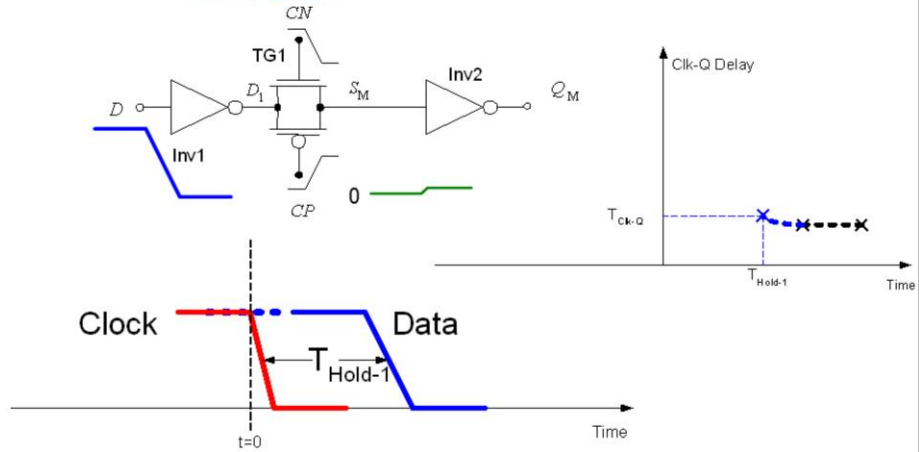 CN
TG1
Inv2
D
D1
SM
QM
Inv1
0
CP
Clk-Q Delay
TClk-Q
THold-1
Time
Clock
Data
THold-1
Time
t=0